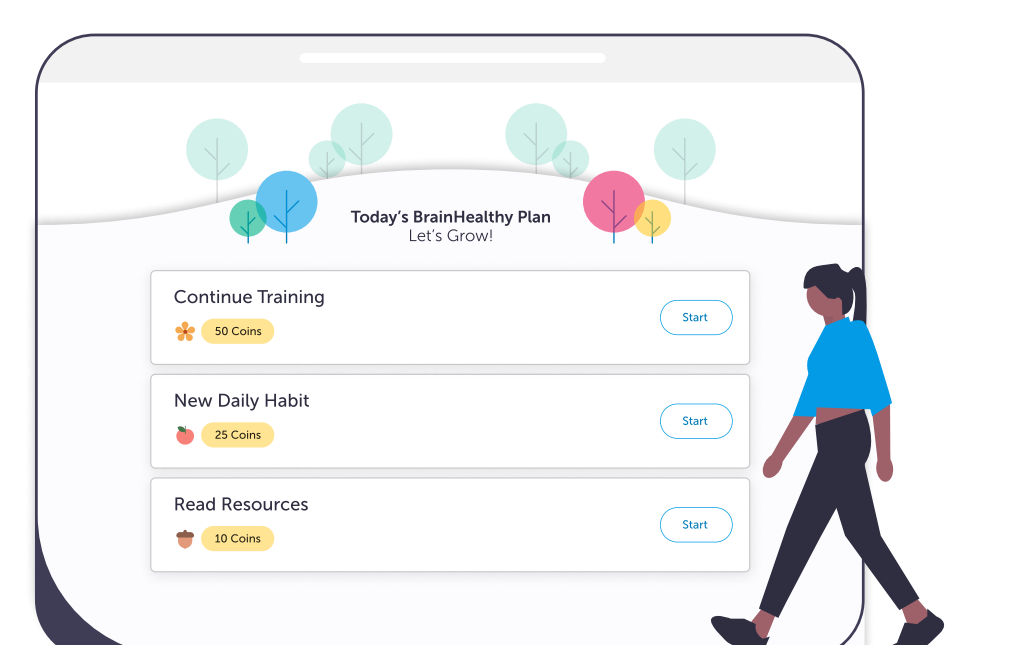 Today’s BrainHealthy Plan
Let’s Grow!
Continue Training
50 Coins
Start
New Daily Habit
25 Coins
Start
Read Resources
10 Coins
Start